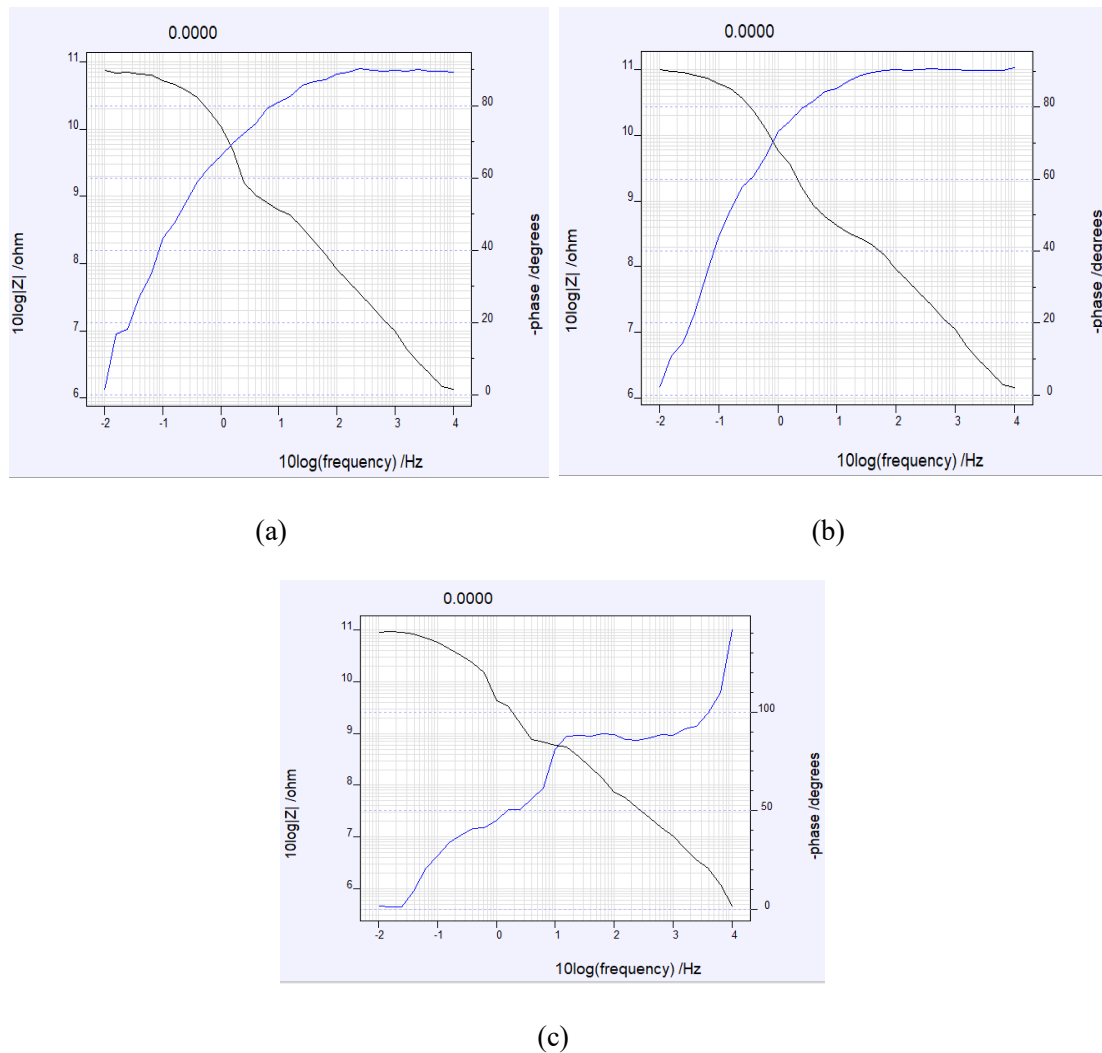 0.0000
11
10
9
8
7
6
80
60
40
20
0
10log|Z| /ohm
-phase /degrees
-2 -1 0 1 2 3 4
10log(frequency) /Hz
(a)
0.0000
11
10
9
8
7
6
80
60
40
20
0
10log|Z| /ohm
-phase /degrees
-2 -1 0 1 2 3 4
10log(frequency) /Hz
(b)
0.0000
11
10
9
8
7
6
100
50
0
10log|Z| /ohm
-phase /degrees
-2 -1 0 1 2 3 4
10log(frequency) /Hz
(c)